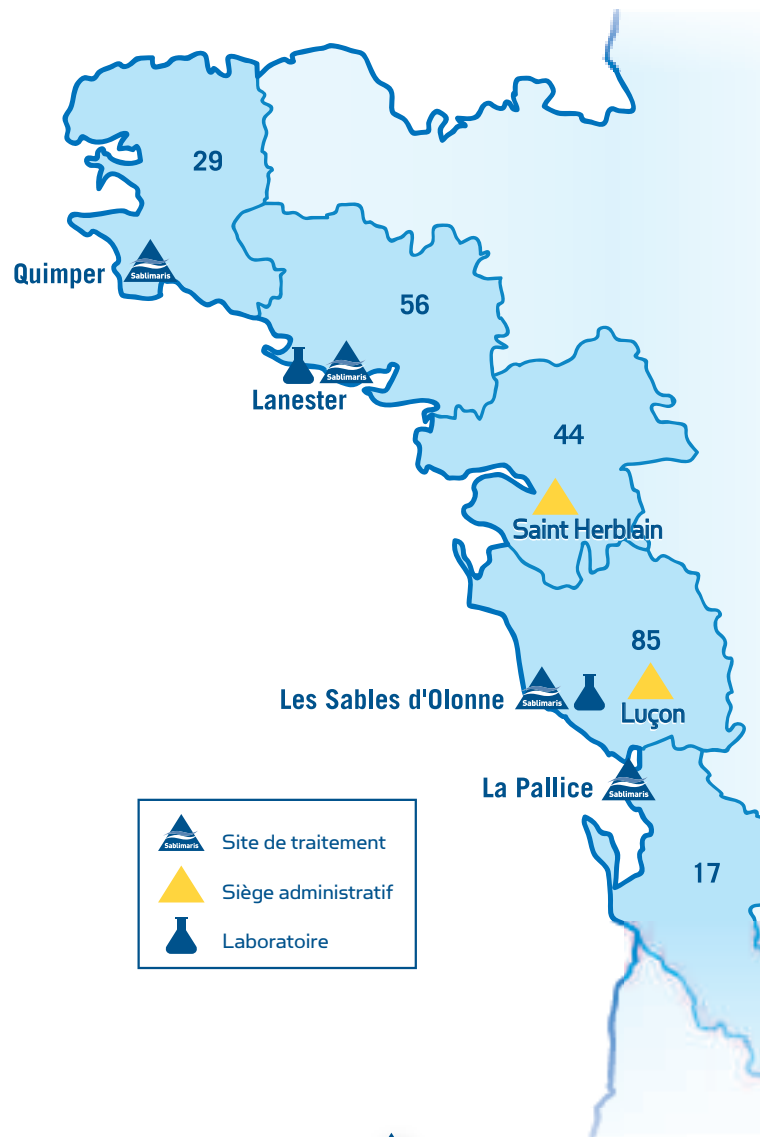 29
Quimper
Sablimaris
56
Sablimaris
Lanester
44
Saint Herblain
85
Les Sables d'Olonne
Sablimaris
Luçon
La Pallice
Sablimaris
17
Sablimaris
Site de traitement
Siège administratif
Laboratoire